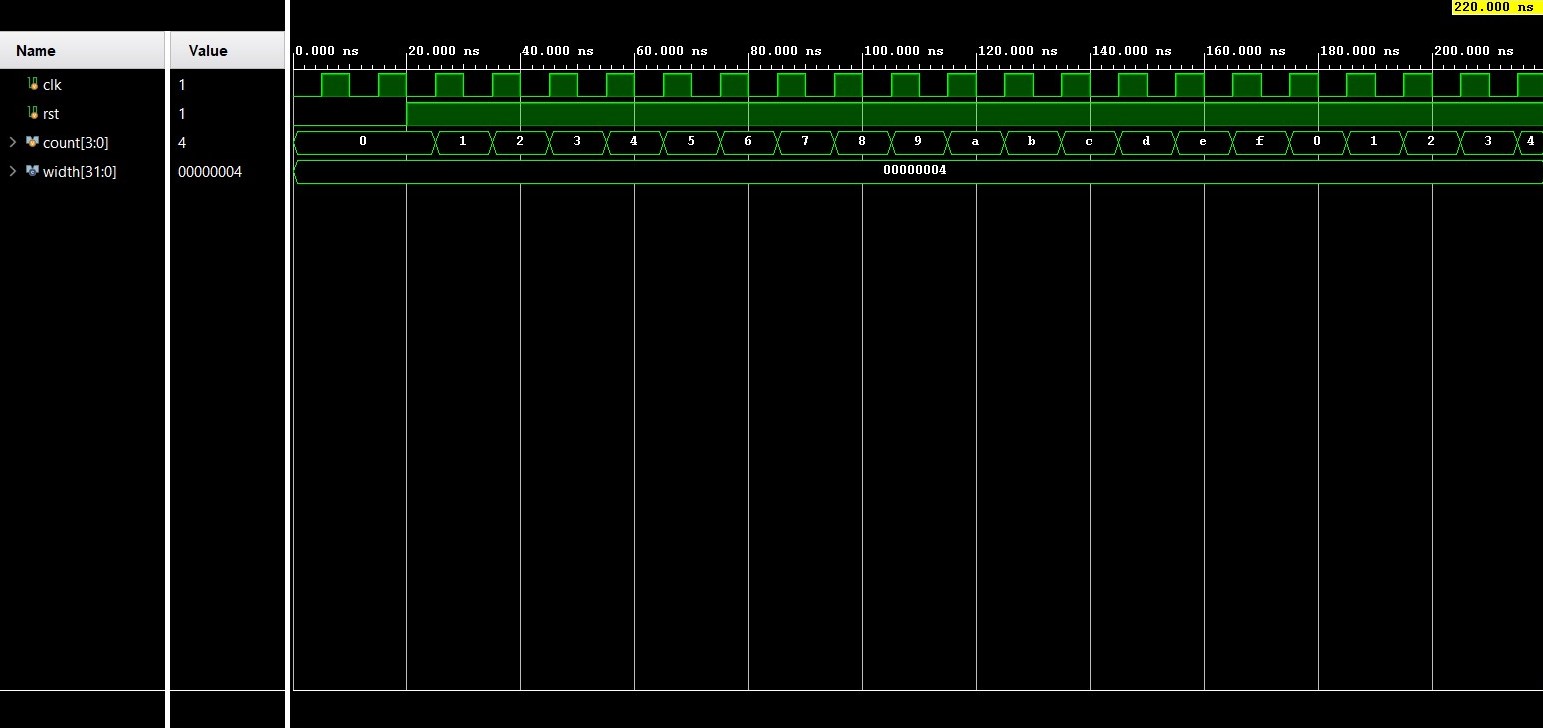 220.000 ns
Name Value 0.000 ns 20.000 ns 40.000 ns 60.000 ns 80.000 ns 100.000 ns 120.000 ns 140.000 ns 160.000 ns 180.000 ns 200.000 ns
clk 1
rst 1
count[3:0] 4 0 1 2 3 4 5 6 7 8 9 a b c d e f 0 1 2 3 4
width[31:0] 00000004 00000004